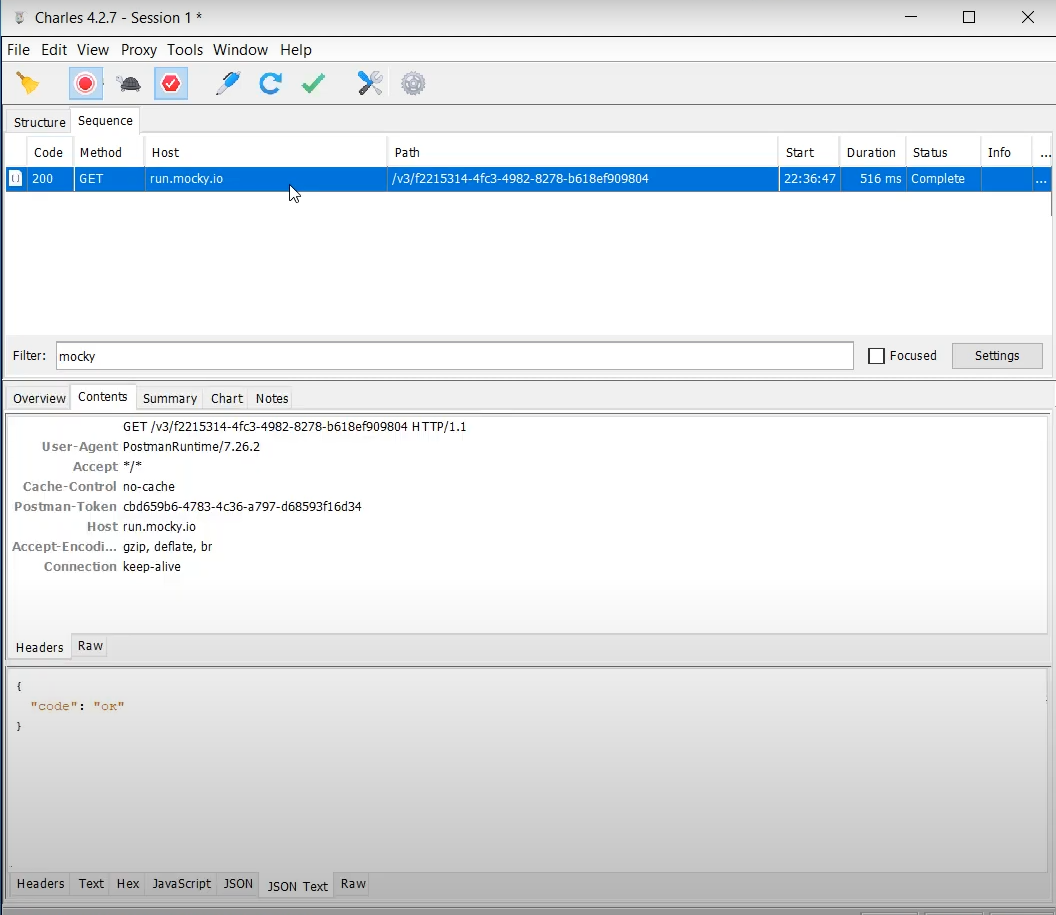 Charles 4.2.7 - Session 1 *
File Edit View Proxy Tools Window Help
Structure Sequence
Code Method Host Path Start Duration Status Info ...
{} 200 GET run.mocky.io /v3/f2215314-4fc3-4982-8278-b618ef909804 22:36:47 516 ms Complete ...
Filter: mocky Focused Settings
Overview Contents Summary Chart Notes
GET /v3/f2215314-4fc3-4982-8278-b618ef909804 HTTP/1.1
User-Agent PostmanRuntime/7.26.2
Accept */*
Cache-Control no-cache
Postman-Token cbd659b6-4783-4c36-a797-d68593f16d34
Host run.mocky.io
Accept-Encodi... gzip, deflate, br
Connection keep-alive
Headers Raw
{
"code": "ок"
}
Headers Text Hex JavaScript JSON JSON Text Raw